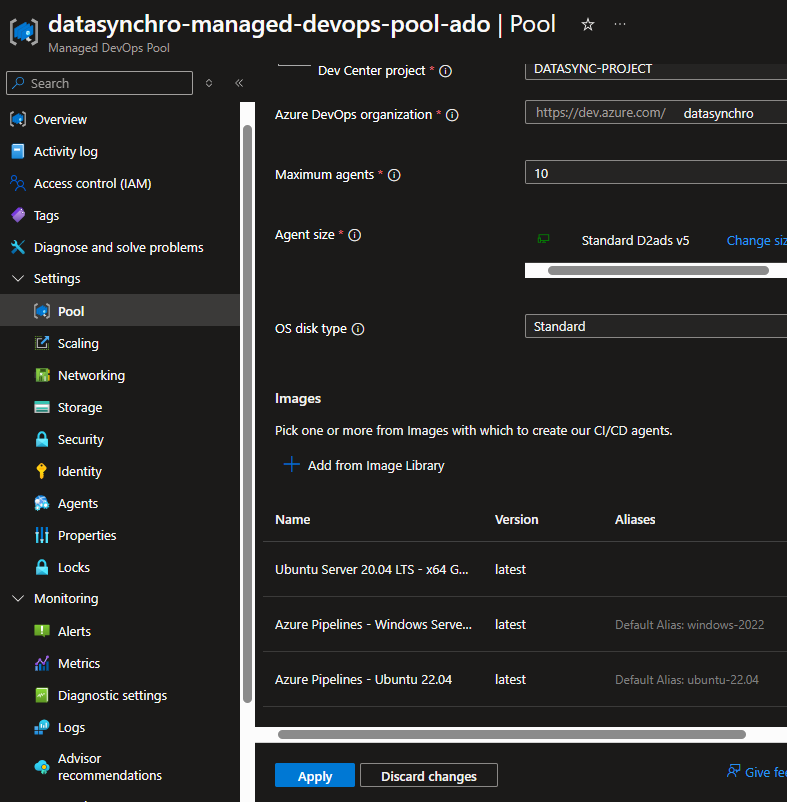 datasynchro-managed-devops-pool-ado | Pool ☆ ...
Managed DevOps Pool
Search
Overview
Activity log
Access control (IAM)
Tags
Diagnose and solve problems
Settings
Pool
Scaling
Networking
Storage
Security
Identity
Agents
Properties
Locks
Monitoring
Alerts
Metrics
Diagnostic settings
Logs
Advisor
recommendations
Dev Center project *
DATASYNC-PROJECT
Azure DevOps organization *
https://dev.azure.com/ datasynchro
Maximum agents *
10
Agent size *
Standard D2ads v5 Change siz
OS disk type
Standard
Images
Pick one or more from Images with which to create our CI/CD agents.
Add from Image Library
Name Version Aliases
Ubuntu Server 20.04 LTS - x64 G... latest
Azure Pipelines - Windows Serve... latest Default Alias: windows-2022
Azure Pipelines - Ubuntu 22.04 latest Default Alias: ubuntu-22.04
Apply Discard changes Give fee